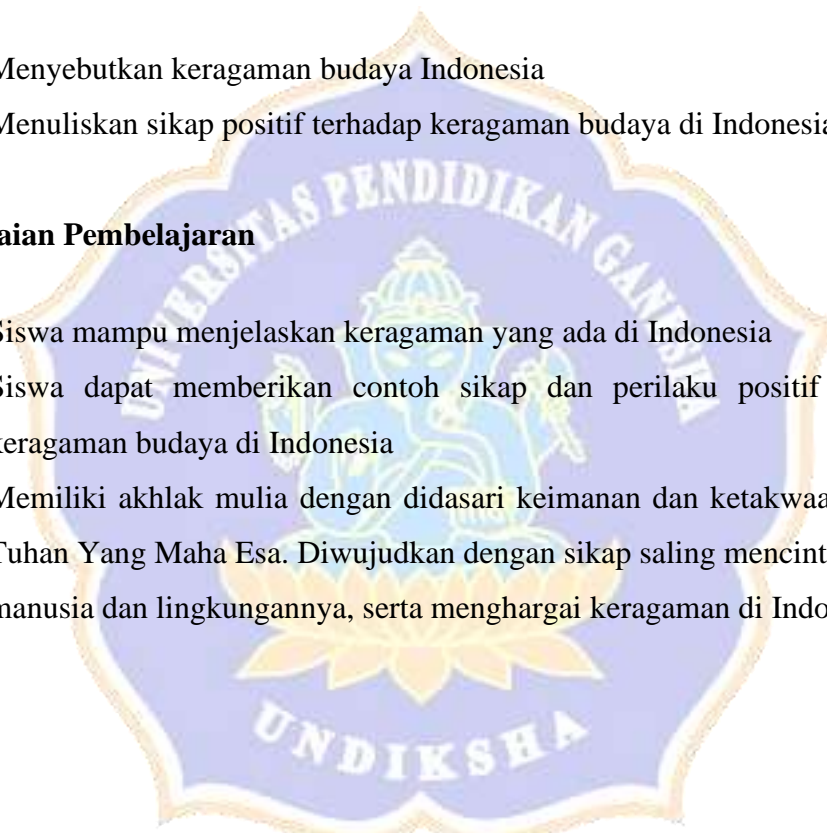 Menyebutkan keragaman budaya Indonesia
Menuliskan sikap positif terhadap keragaman budaya di Indonesia
aian Pembelajaran
Siswa mampu menjelaskan keragaman yang ada di Indonesia
Siswa dapat memberikan contoh sikap dan perilaku positif
keragaman budaya di Indonesia
Memiliki akhlak mulia dengan didasari keimanan dan ketakwaa
Tuhan Yang Maha Esa. Diwujudkan dengan sikap saling mencint
manusia dan lingkungannya, serta menghargai keragaman di Indo
UNIVERSITAS PENDIDIKAN GANESHA
UNDIKSHA